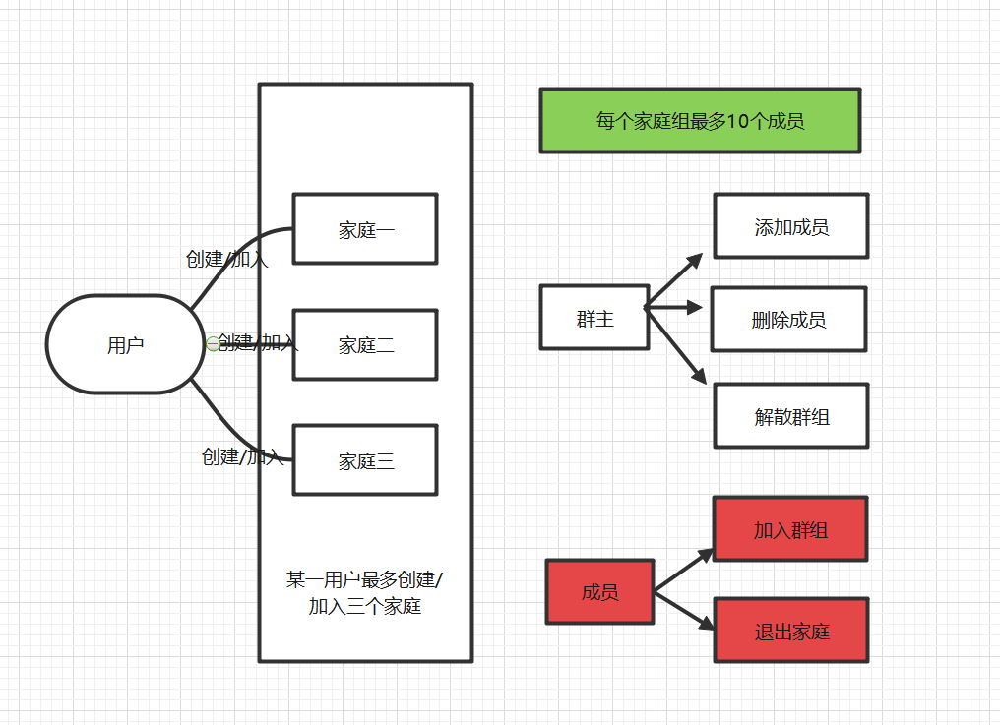 用户
创建/加入
创建/加入
创建/加入
家庭一
家庭二
家庭三
某一用户最多创建/
加入三个家庭
每个家庭组最多10个成员
群主
添加成员
删除成员
解散群组
成员
加入群组
退出家庭